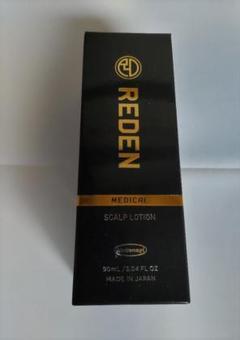 REDEN
MEDICAL
SCALP LOTION
90mL / 3.04 FL.OZ
MADE IN JAPAN